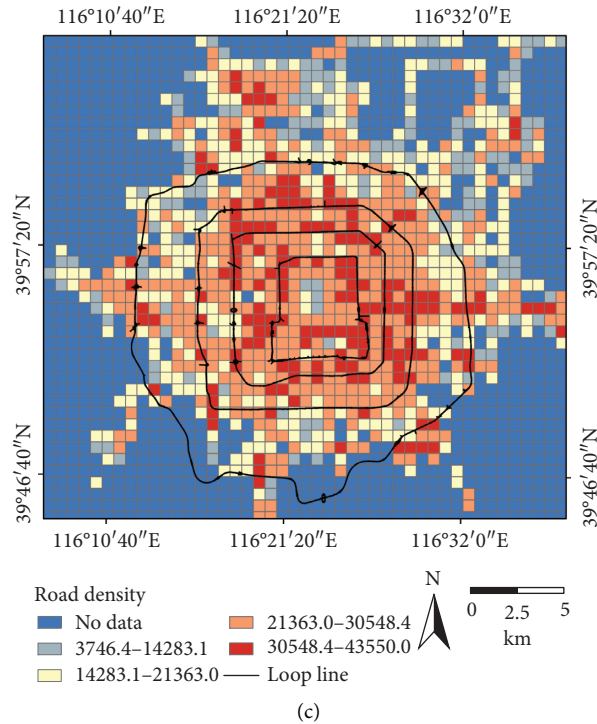 116°10′40″E 116°21′20″E 116°32′0″E
39°57′20″N 39°57′20″N
39°46′40″N 39°46′40″N
116°10′40″E 116°21′20″E 116°32′0″E
Road density
No data
3746.4–14283.1
14283.1–21363.0
21363.0–30548.4
30548.4–43550.0
Loop line
N
0 2.5 5
km
(c)